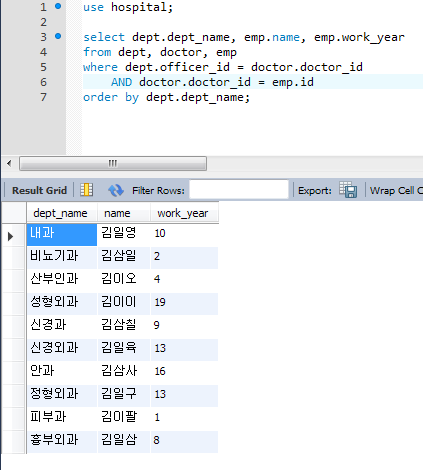 1 use hospital;
2
3 select dept.dept_name, emp.name, emp.work_year
4 from dept, doctor, emp
5 where dept.officer_id = doctor.doctor_id
6 AND doctor.doctor_id = emp.id
7 order by dept.dept_name;
Result Grid Filter Rows: Export: Wrap Cell C
dept_name name work_year
내과 김일영 10
비뇨기과 김삼일 2
산부인과 김이오 4
성형외과 김이이 19
신경과 김삼칠 9
신경외과 김일육 13
안과 김삼사 16
정형외과 김일구 13
피부과 김이팔 1
흉부외과 김일삼 8